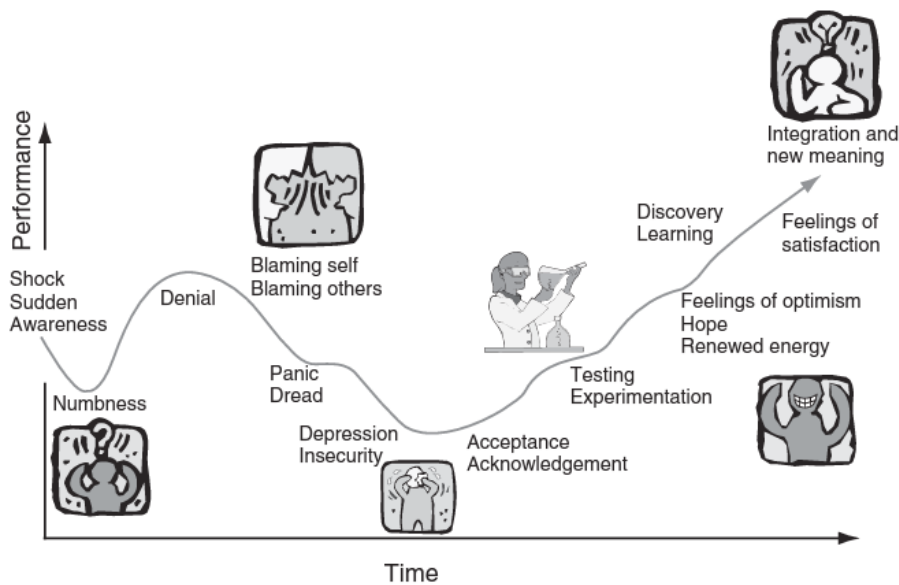 Integration and
new meaning
Performance
Discovery
Learning
Feelings of
satisfaction
Blaming self
Blaming others
Shock
Sudden
Awareness
Denial
Feelings of optimism
Hope
Renewed energy
Panic
Dread
Testing
Experimentation
Numbness
Depression
Insecurity
Acceptance
Acknowledgement
Time